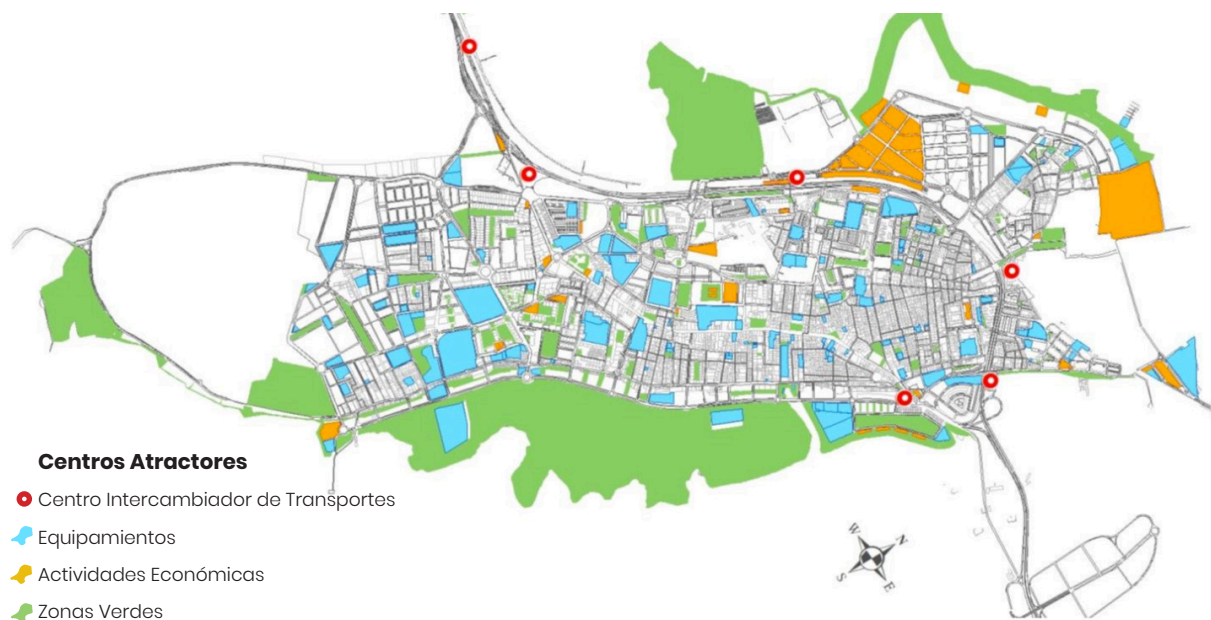 Centros Atractores
Centro Intercambiador de Transportes
Equipamientos
Actividades Económicas
Zonas Verdes
W
N
S
E